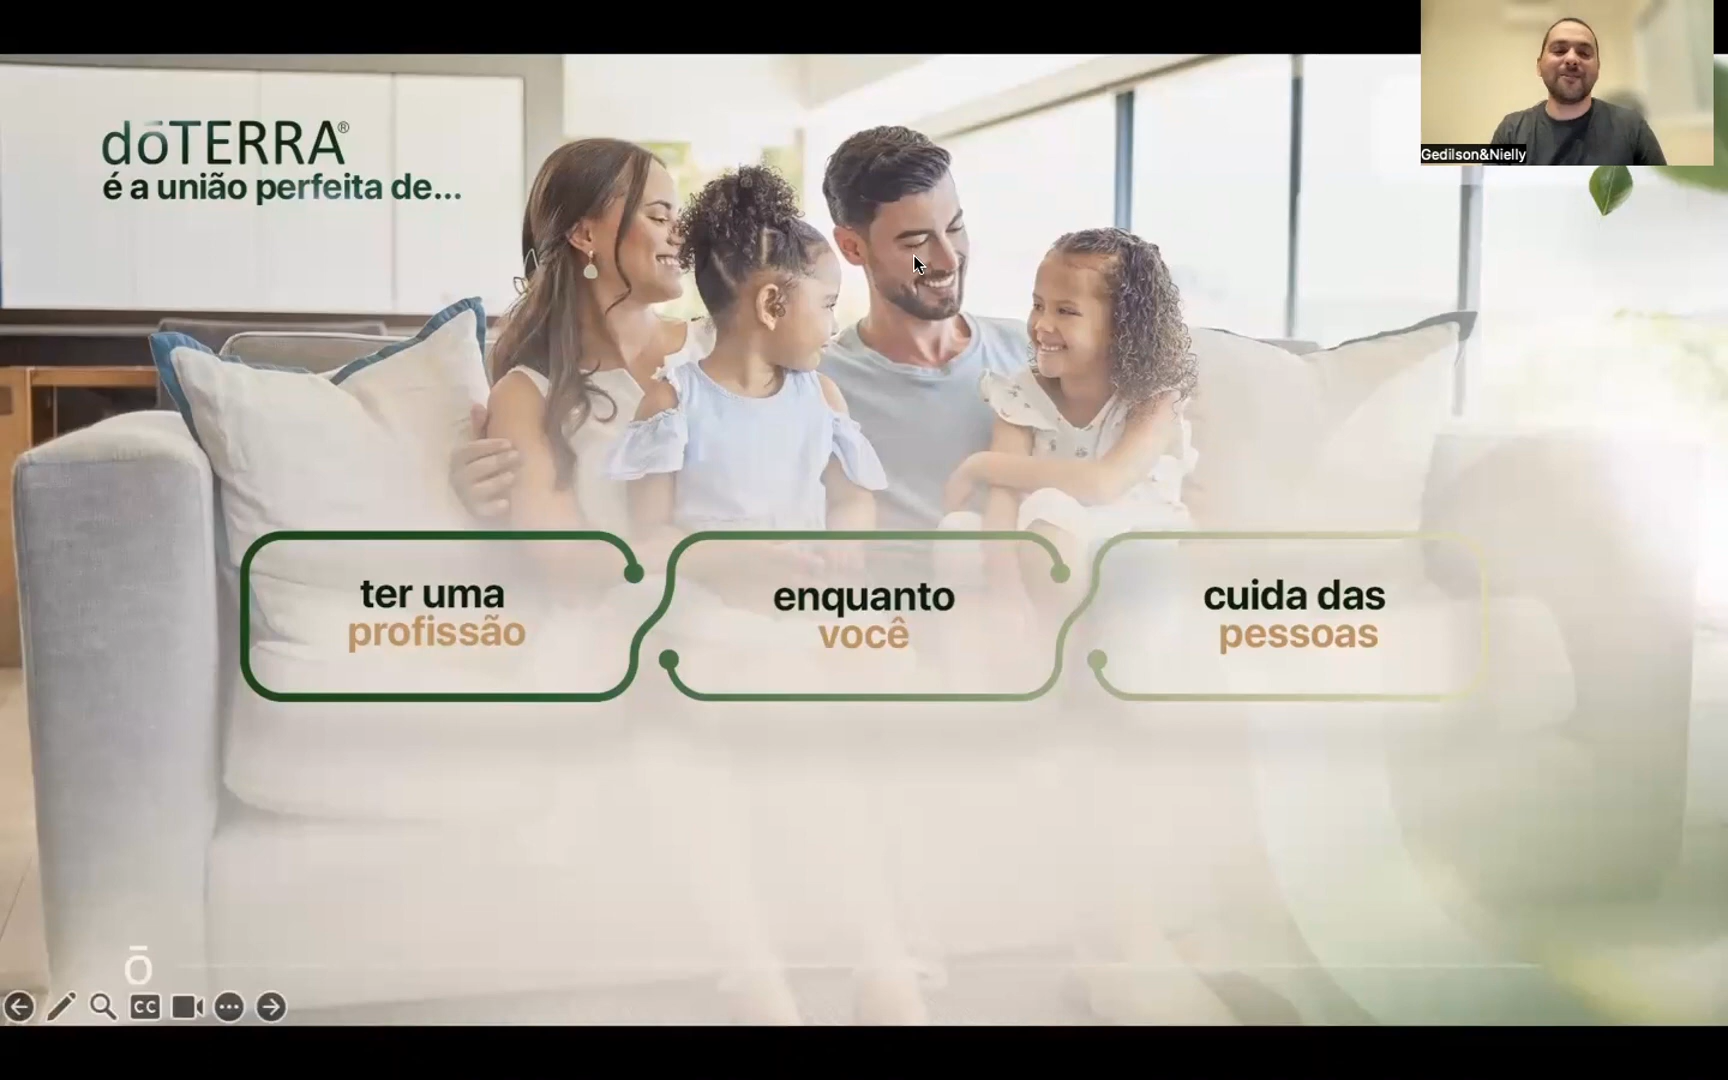 dōTERRA®
é a união perfeita de...
Gedilson&Nielly
ter uma
profissão
enquanto
você
cuida das
pessoas
ō
CC